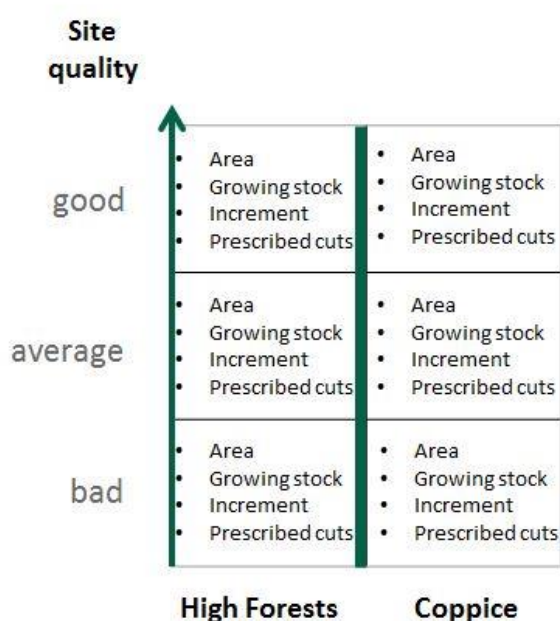 Site
quality
good
• Area
• Growing stock
• Increment
• Prescribed cuts
• Area
• Growing stock
• Increment
• Prescribed cuts
average
• Area
• Growing stock
• Increment
• Prescribed cuts
• Area
• Growing stock
• Increment
• Prescribed cuts
bad
• Area
• Growing stock
• Increment
• Prescribed cuts
• Area
• Growing stock
• Increment
• Prescribed cuts
High Forests
Coppice